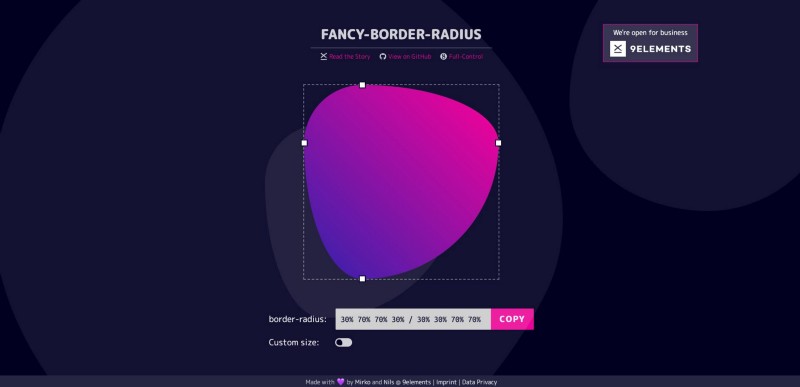 FANCY-BORDER-RADIUS
Read the Story View on GitHub Full-Control
We're open for business
9ELEMENTS
border-radius: 30% 70% 70% 30% / 30% 30% 70% 70% COPY
Custom size:
Made with 💜 by Mirko and Nils @ 9elements | Imprint | Data Privacy